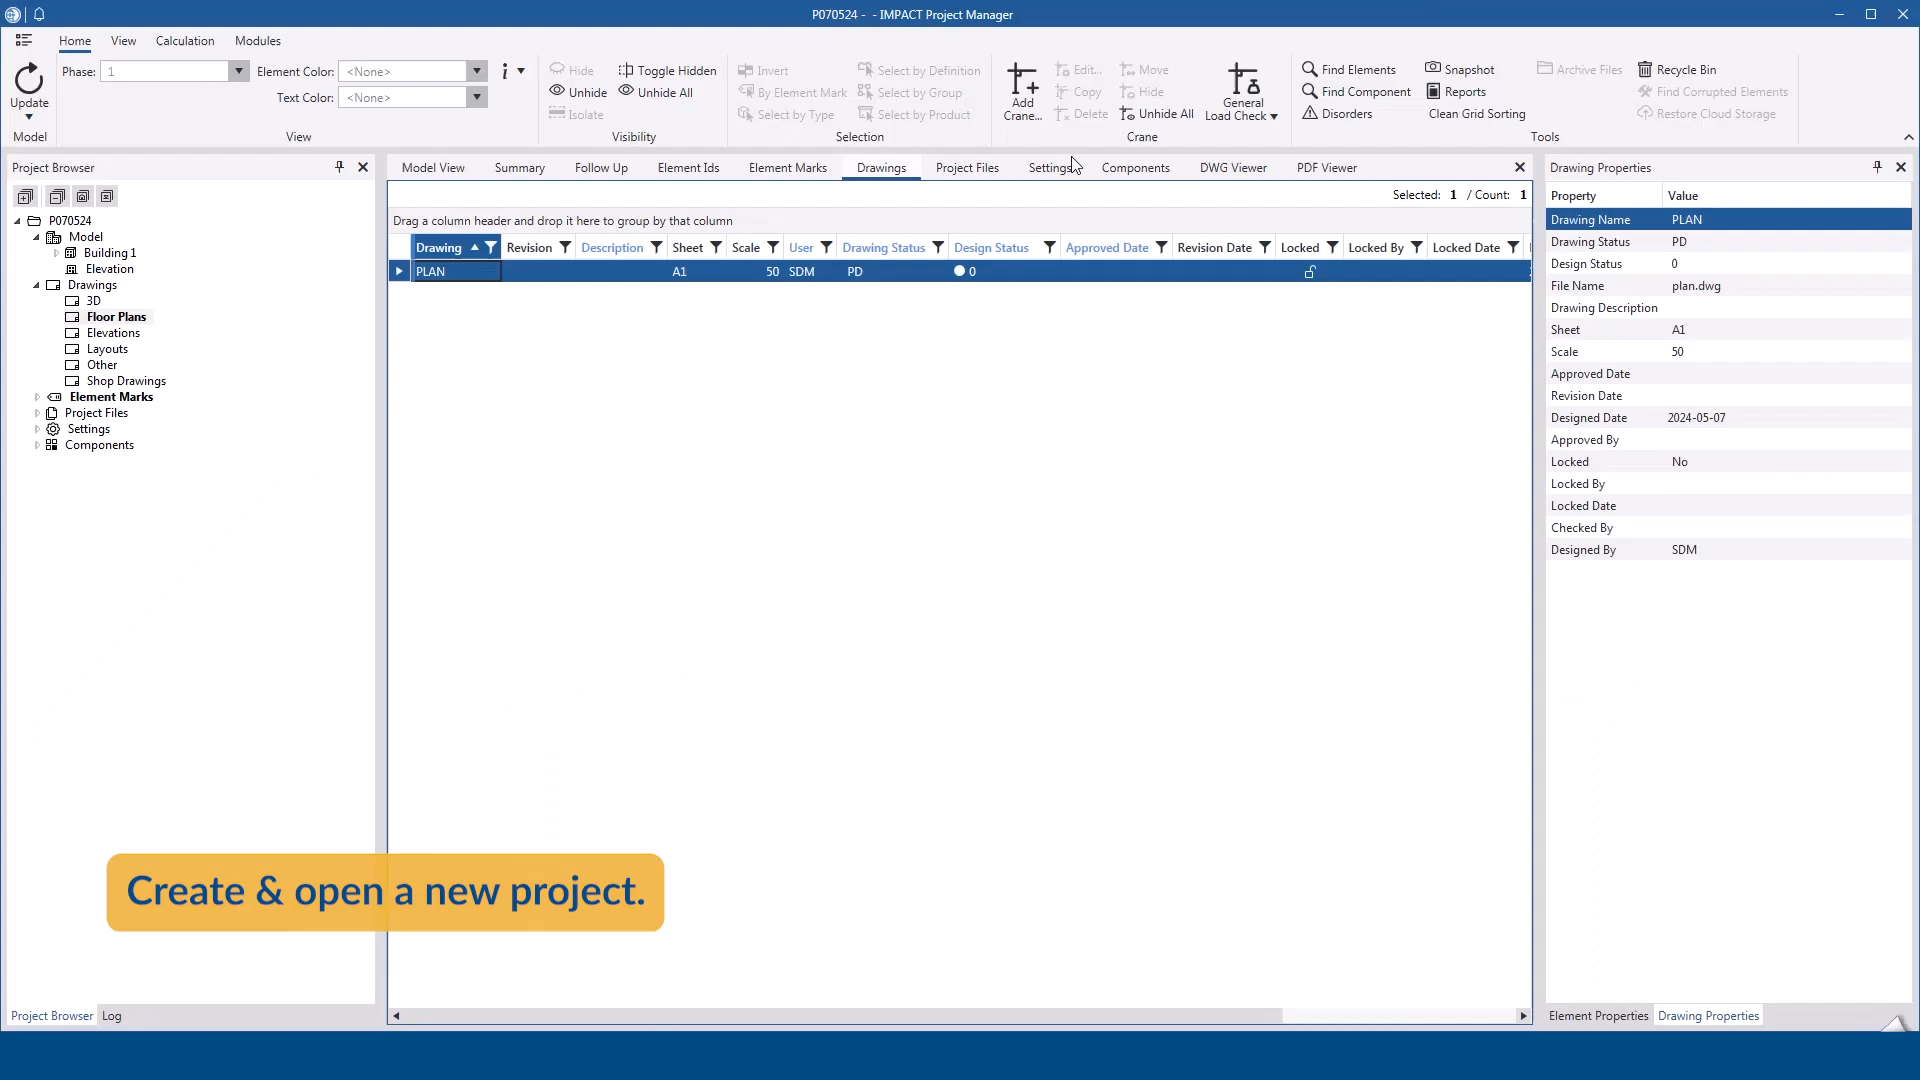 P070524 -  - IMPACT Project Manager
Home View Calculation Modules
Update
Model
Phase: 1
Element Color: <None>
Text Color: <None>
View
Hide
Unhide
Isolate
Toggle Hidden
Unhide All
Visibility
Invert
By Element Mark
Select by Type
Select by Definition
Select by Group
Select by Product
Selection
Add
Crane...
Edit...
Copy
Delete
Move
Hide
Unhide All
General
Load Check
Crane
Find Elements
Find Component
Disorders
Snapshot
Reports
Clean Grid Sorting
Archive Files
Recycle Bin
Find Corrupted Elements
Restore Cloud Storage
Tools
Project Browser
P070524
Model
Building 1
Elevation
Drawings
3D
Floor Plans
Elevations
Layouts
Other
Shop Drawings
Element Marks
Project Files
Settings
Components
Project Browser Log
Model View Summary Follow Up Element Ids Element Marks Drawings Project Files Settings Components DWG Viewer PDF Viewer
Selected: 1 / Count: 1
Drag a column header and drop it here to group by that column
Drawing Revision Description Sheet Scale User Drawing Status Design Status Approved Date Revision Date Locked Locked By Locked Date
PLAN A1 50 SDM PD 0
Create & open a new project.
Drawing Properties
Property Value
Drawing Name PLAN
Drawing Status PD
Design Status 0
File Name plan.dwg
Drawing Description
Sheet A1
Scale 50
Approved Date
Revision Date
Designed Date 2024-05-07
Approved By
Locked No
Locked By
Locked Date
Checked By
Designed By SDM
Element Properties Drawing Properties